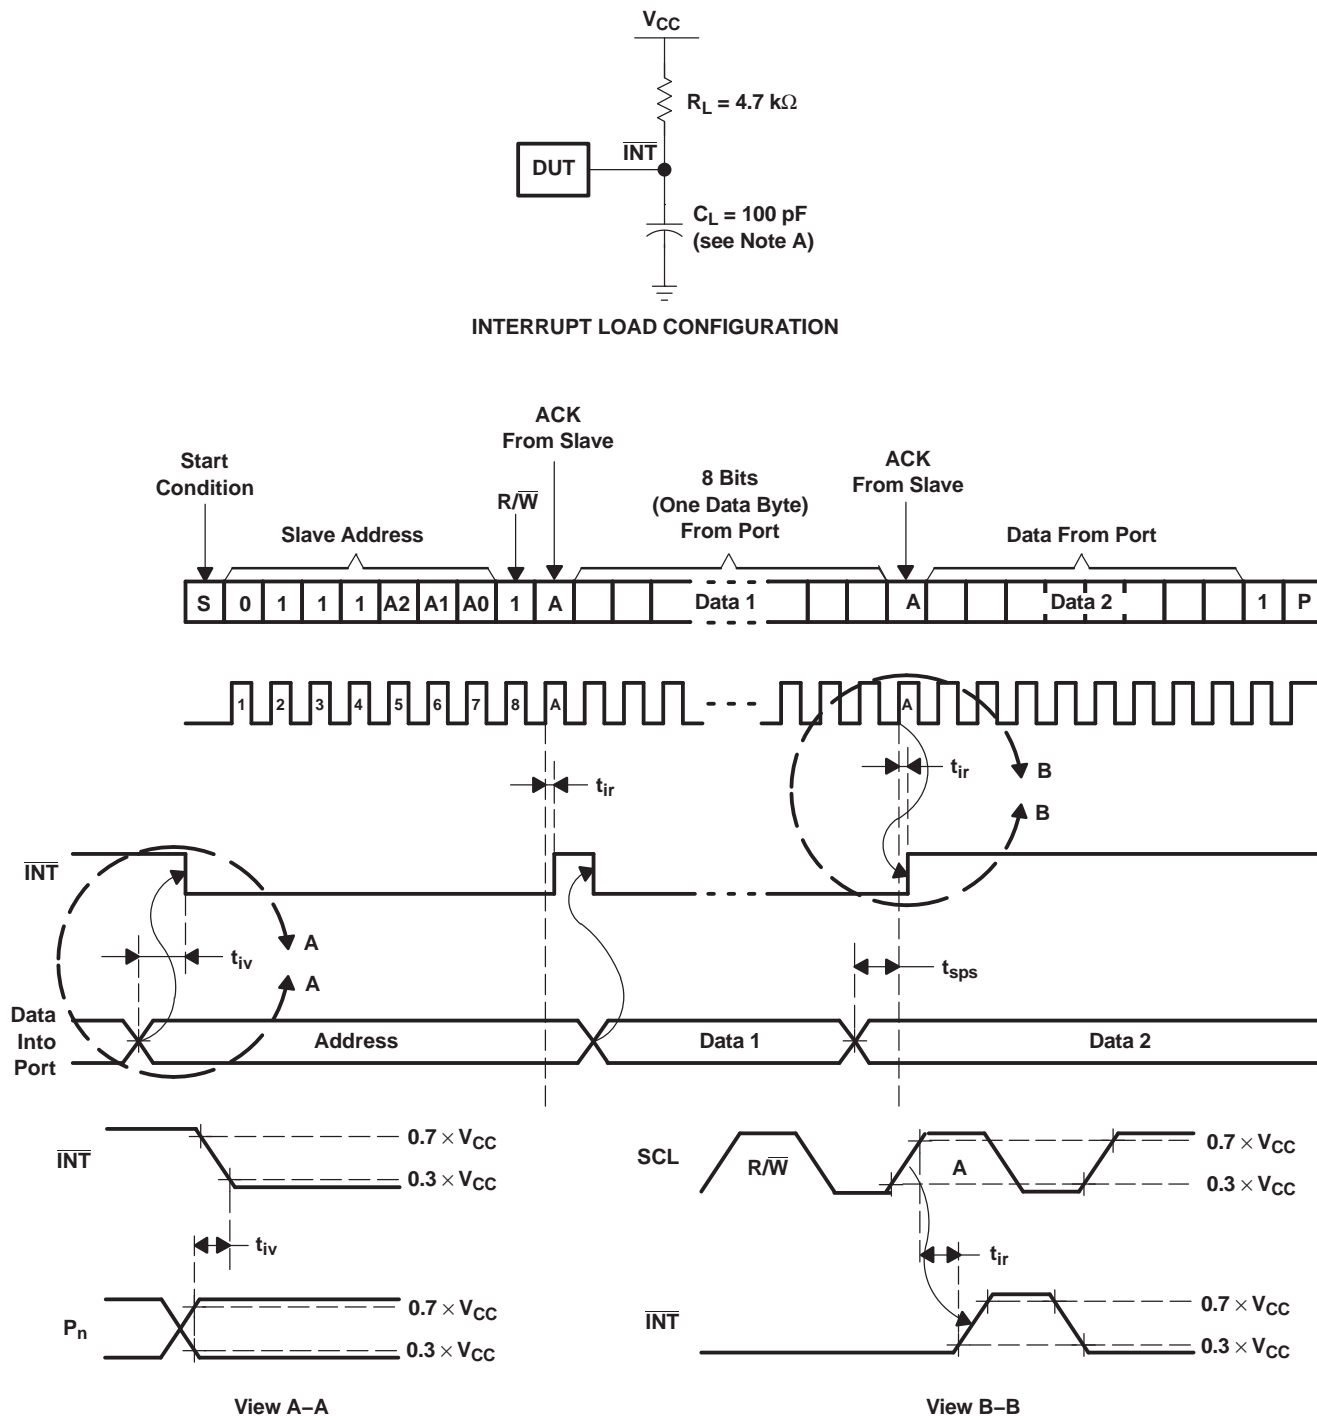 VCC
RL = 4.7 kΩ
INT
DUT
CL = 100 pF
(see Note A)
INTERRUPT LOAD CONFIGURATION
ACK
From Slave
Start
Condition
R/W
8 Bits
(One Data Byte)
From Port
ACK
From Slave
Slave Address
Data From Port
S 0 1 1 1 A2 A1 A0 1 A Data 1 A Data 2 1 P
1 2 3 4 5 6 7 8 A A
tir
tir
B
B
INT
A
tiv
A
tsps
Data
Into
Port
Address
Data 1
Data 2
INT
0.7 × VCC
0.3 × VCC
tiv
Pn
0.7 × VCC
0.3 × VCC
View A–A
SCL
R/W
A
0.7 × VCC
0.3 × VCC
tir
INT
0.7 × VCC
0.3 × VCC
View B–B